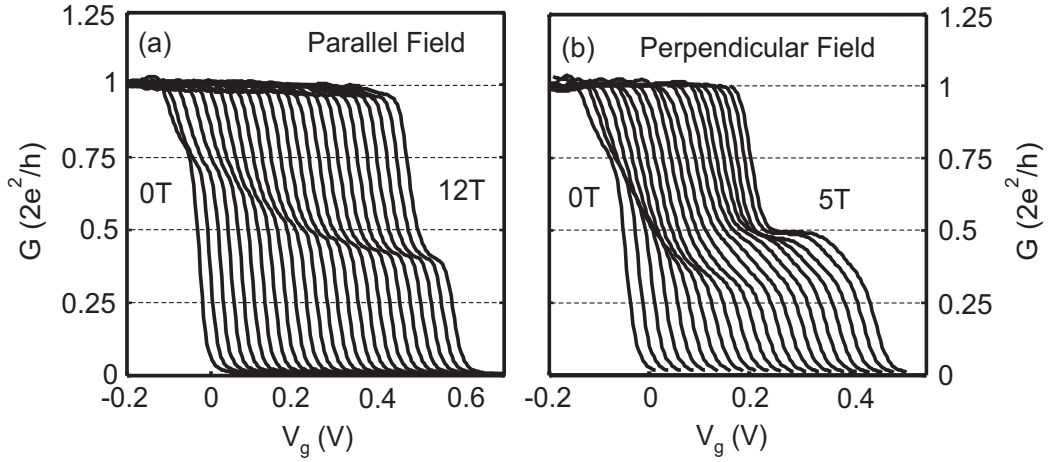 (a) Parallel Field
1.25
1
0.75
0.5
0.25
0
G (2e²/h)
0T
12T
-0.2 0 0.2 0.4 0.6
V_g (V)
(b) Perpendicular Field
1.25
1
0.75
0.5
0.25
0
G (2e²/h)
0T
5T
-0.2 0 0.2 0.4
V_g (V)